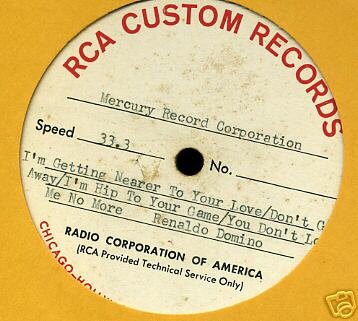 RCA CUSTOM RECORDS
Mercury Record Corporation
Speed 33.3 No.
I'm Getting Nearer To Your Love/Don't G
Away/I'm Hip To Your Game/You Don't Lo
Me No More Renaldo Domino
RADIO CORPORATION OF AMERICA
(RCA Provided Technical Service Only)
CHICAGO-HOLLY